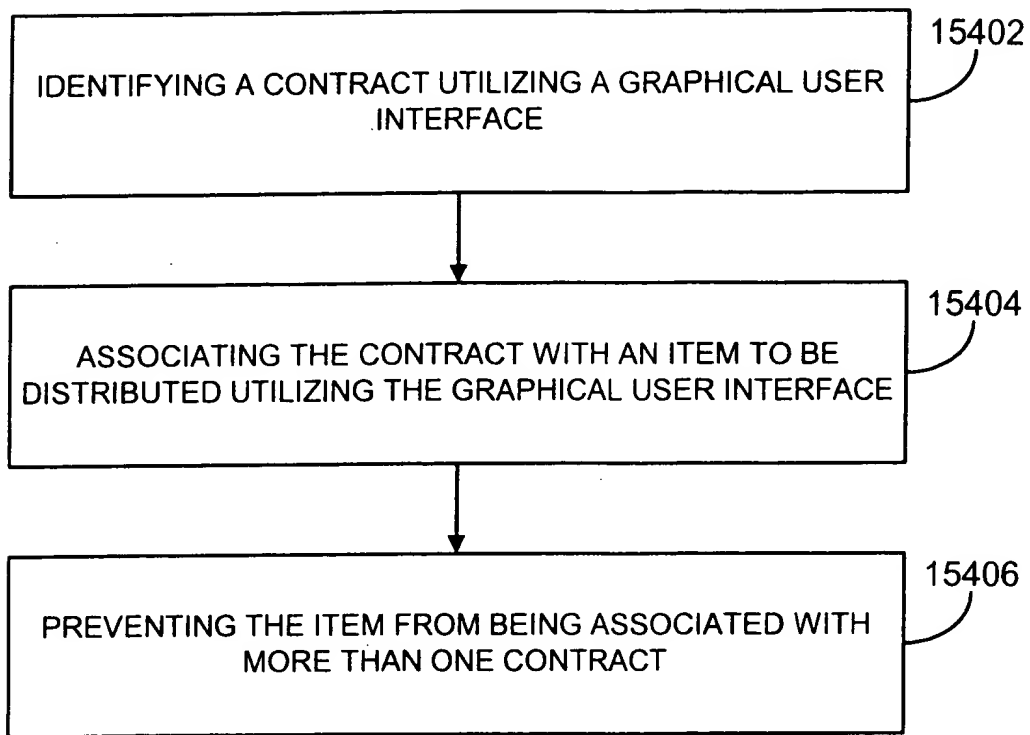 15402
IDENTIFYING A CONTRACT UTILIZING A GRAPHICAL USER
INTERFACE
15404
ASSOCIATING THE CONTRACT WITH AN ITEM TO BE
DISTRIBUTED UTILIZING THE GRAPHICAL USER INTERFACE
15406
PREVENTING THE ITEM FROM BEING ASSOCIATED WITH
MORE THAN ONE CONTRACT